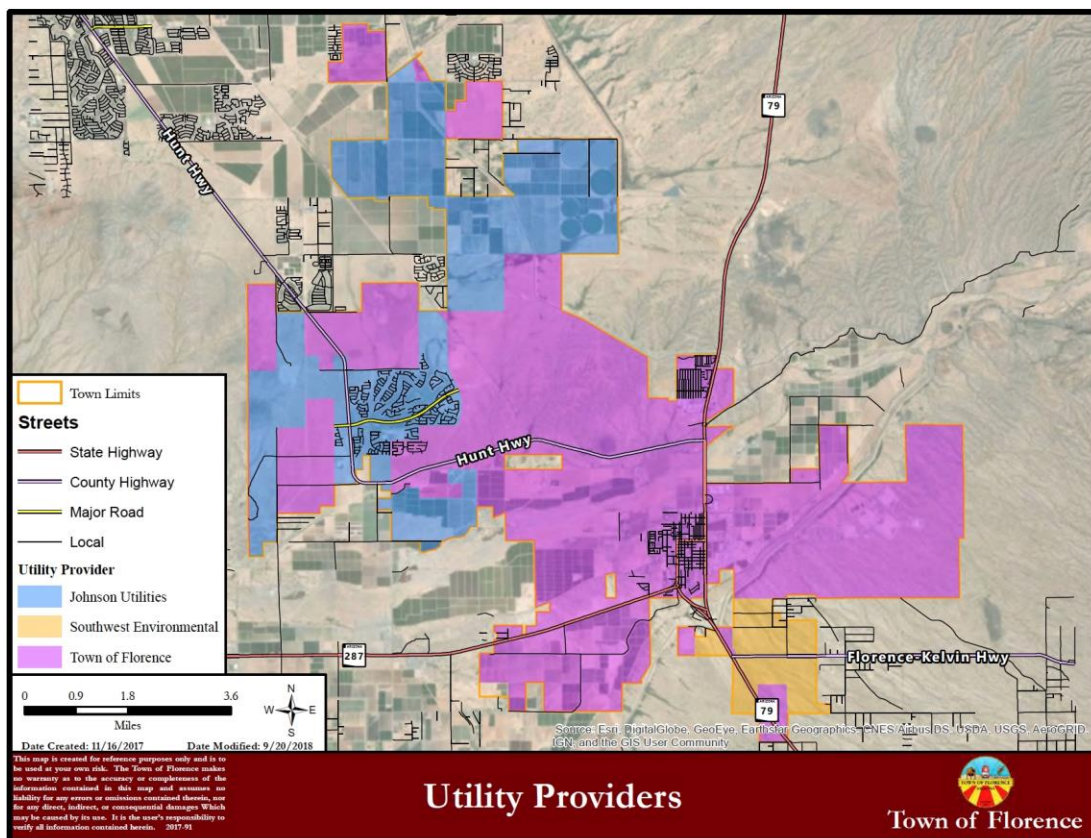 ARIZONA
79
Hunt Hwy
Hunt Hwy
Town Limits
Streets
State Highway
County Highway
Major Road
Local
Utility Provider
Johnson Utilities
Southwest Environmental
Town of Florence
ARIZONA
287
Florence-Kelvin Hwy
ARIZONA
79
0 0.9 1.8 3.6
Miles
N
W E
S
Date Created: 11/16/2017 Date Modified: 9/20/2018
Source: Esri, DigitalGlobe, GeoEye, Earthstar Geographics, CNES/Airbus DS, USDA, USGS, AeroGRID,
IGN, and the GIS User Community
This map is created for reference purposes only and is to
be used at your own risk. The Town of Florence makes
no warranty as to the accuracy or completeness of the
information contained in this map and assumes no
liability for any errors or omissions contained therein, nor
for any direct, indirect, or consequential damages Which
may be caused by its use. It is the user's responsibility to
verify all information contained herein. 2017-91
Utility Providers
TOWN OF FLORENCE
Town of Florence